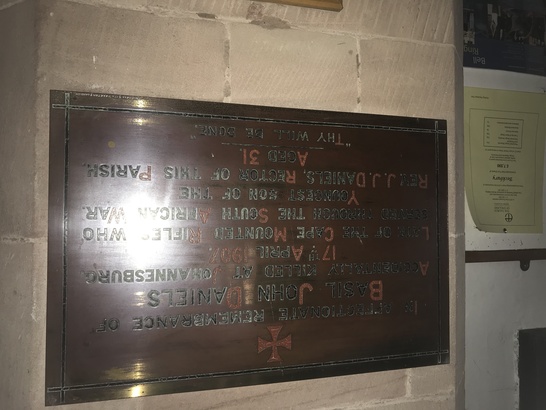 In affectionate remembrance of
Basil John Daniels
Accidentally killed at Johannesburg,
17th April, 1907.
Late of the Cape Mounted Rifles who
served through the South African War.
Youngest son of the
Rev. J. J. Daniels, Rector of this Parish.
Aged 31.
"Thy will be done."
Bell